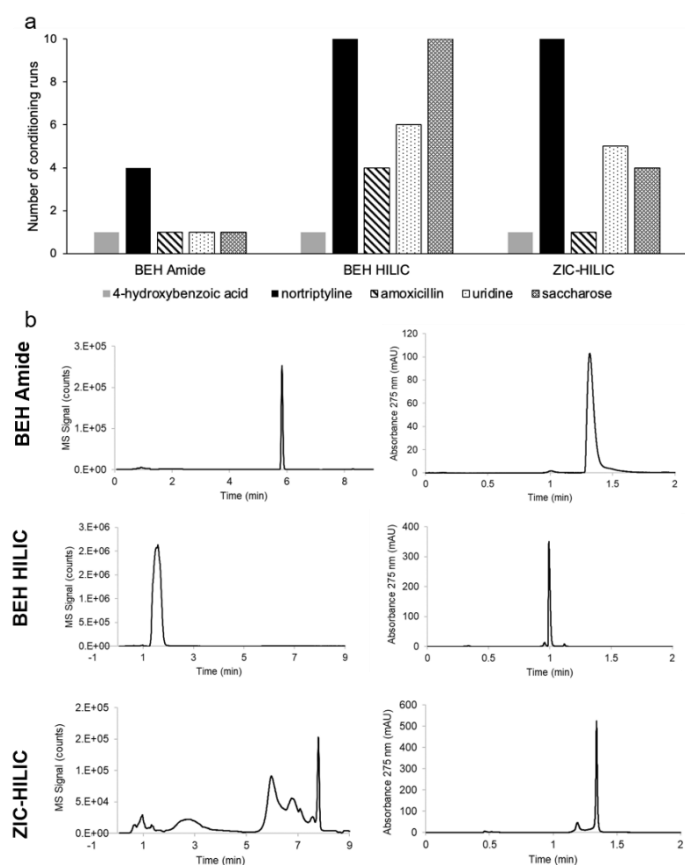 a
Number of conditioning runs
10
8
6
4
2
0
BEH Amide BEH HILIC ZIC-HILIC
4-hydroxybenzoic acid nortriptyline amoxicillin uridine saccharose
b
BEH Amide
MS Signal (counts)
3.E+05
2.E+05
1.E+05
0.E+00
0 2 4 6 8
Time (min)
Absorbance 275 nm (mAU)
120
100
80
60
40
20
0
0 0.5 1 1.5 2
Time (min)
BEH HILIC
MS Signal (counts)
3.E+06
2.E+06
2.E+06
1.E+06
5.E+05
0.E+00
-1 1 3 5 7 9
Time (min)
Absorbance 275 nm (mAU)
400
300
200
100
0
0 0.5 1 1.5 2
Time (min)
ZIC-HILIC
MS Signal (counts)
2.E+05
2.E+05
1.E+05
5.E+04
0.E+00
-1 1 3 5 7 9
Time (min)
Absorbance 275 nm (mAU)
600
500
400
300
200
100
0
0 0.5 1 1.5 2
Time (min)